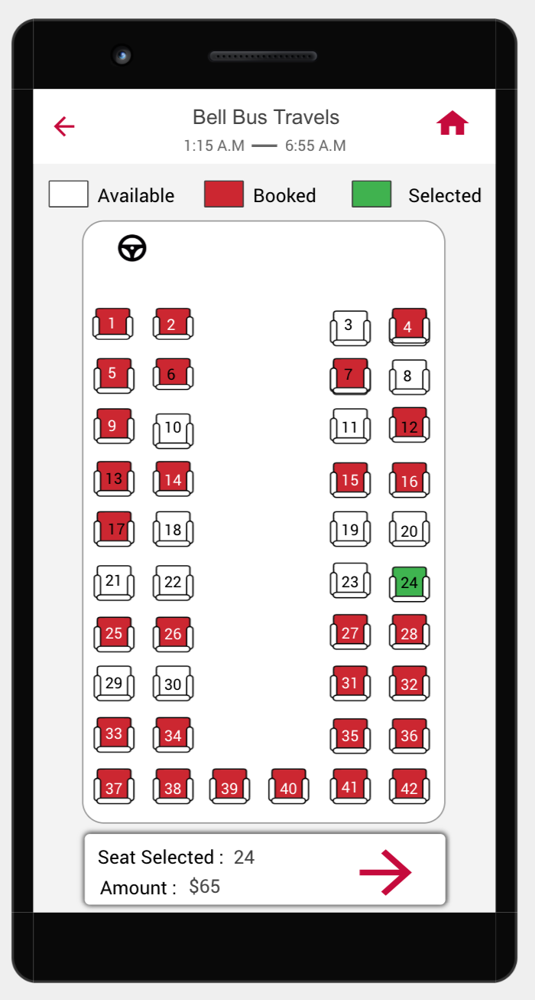 Bell Bus Travels
1:15 A.M — 6:55 A.M
Available Booked Selected
1 2 3 4
5 6 7 8
9 10 11 12
13 14 15 16
17 18 19 20
21 22 23 24
25 26 27 28
29 30 31 32
33 34 35 36
37 38 39 40 41 42
Seat Selected : 24
Amount : $65